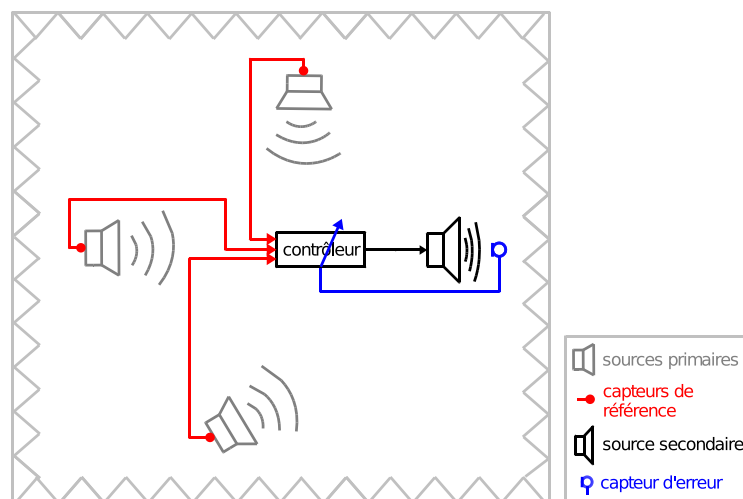 contrôleur
sources primaires
capteurs de
référence
source secondaire
capteur d'erreur